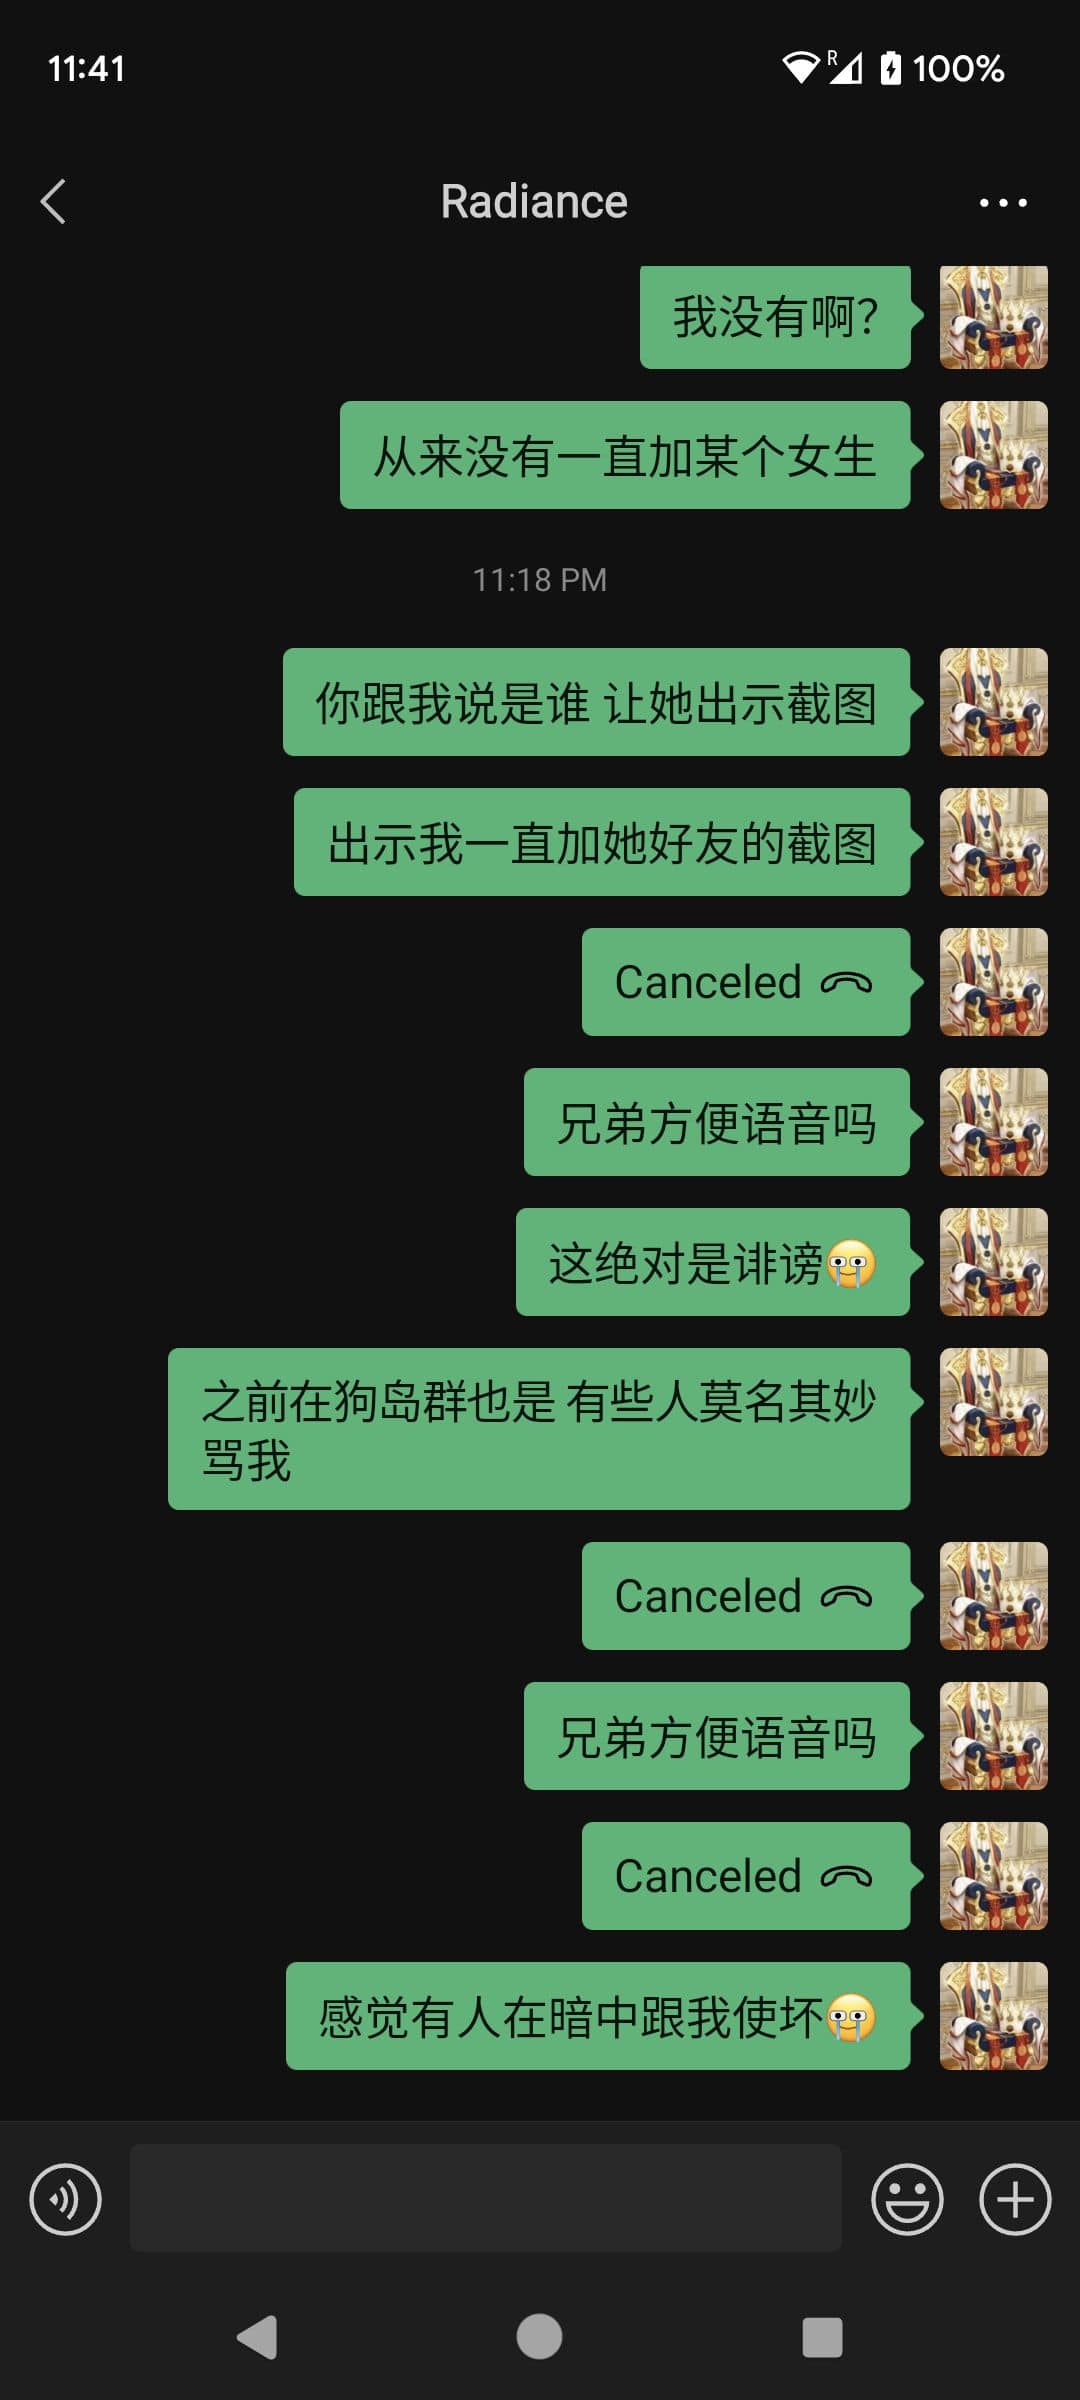 11:41
R
100%
Radiance
我没有啊？
从来没有一直加某个女生
11:18 PM
你跟我说是谁 让她出示截图
出示我一直加她好友的截图
Canceled
兄弟方便语音吗
这绝对是诽谤😭
之前在狗岛群也是 有些人莫名其妙
骂我
Canceled
兄弟方便语音吗
Canceled
感觉有人在暗中跟我使坏😭